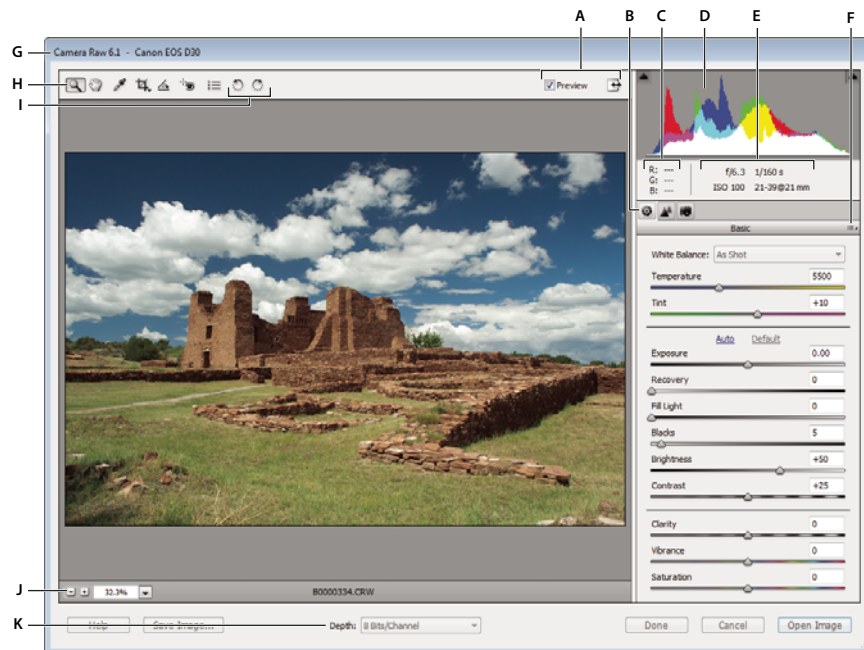 A B C D E F
G Camera Raw 6.1 - Canon EOS D30
H Preview
I
R: --- f/6.3 1/160 s
G: ---
B: --- ISO 100 21-39@21 mm
Basic
White Balance: As Shot
Temperature 5500
Tint +10
Auto Default
Exposure 0.00
Recovery 0
Fill Light 0
Blacks 5
Brightness +50
Contrast +25
Clarity 0
Vibrance 0
Saturation 0
J 32.3% B0000334.CRW
K Help Save Image... Depth: 8 Bits/Channel Done Cancel Open Image